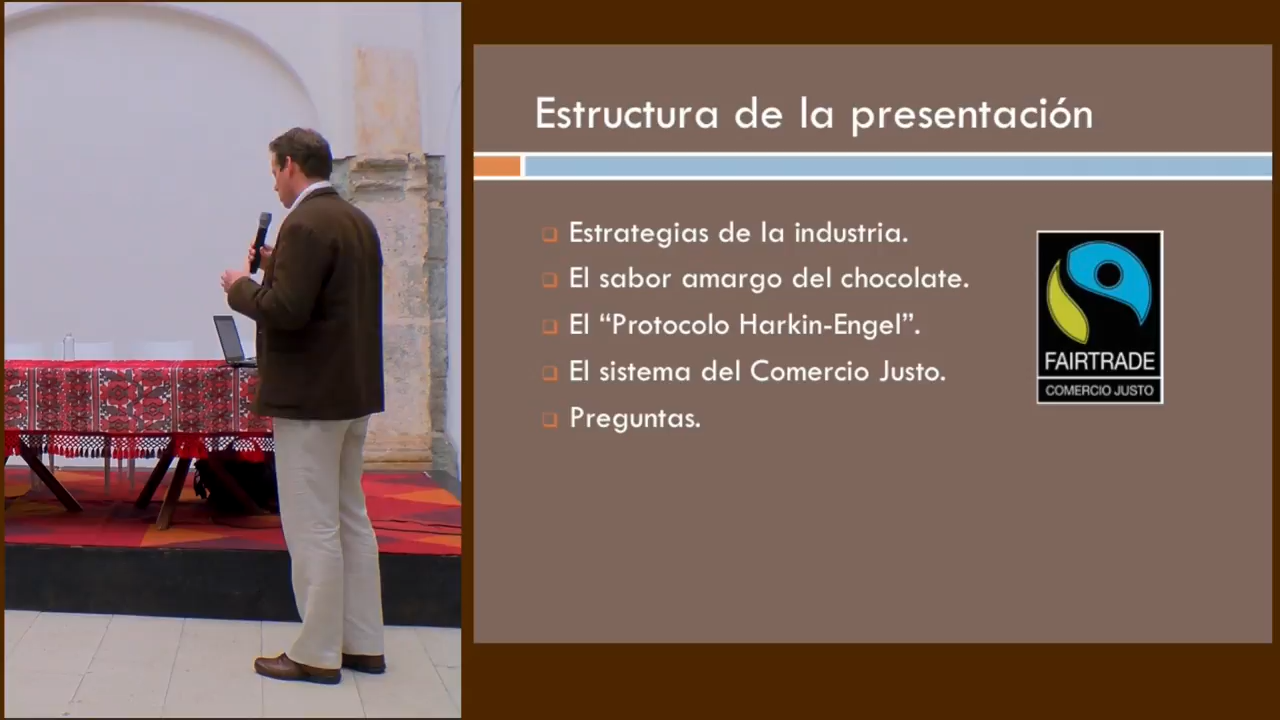 Estructura de la presentación
Estrategias de la industria.
El sabor amargo del chocolate.
El “Protocolo Harkin-Engel”.
El sistema del Comercio Justo.
Preguntas.
FAIRTRADE
COMERCIO JUSTO